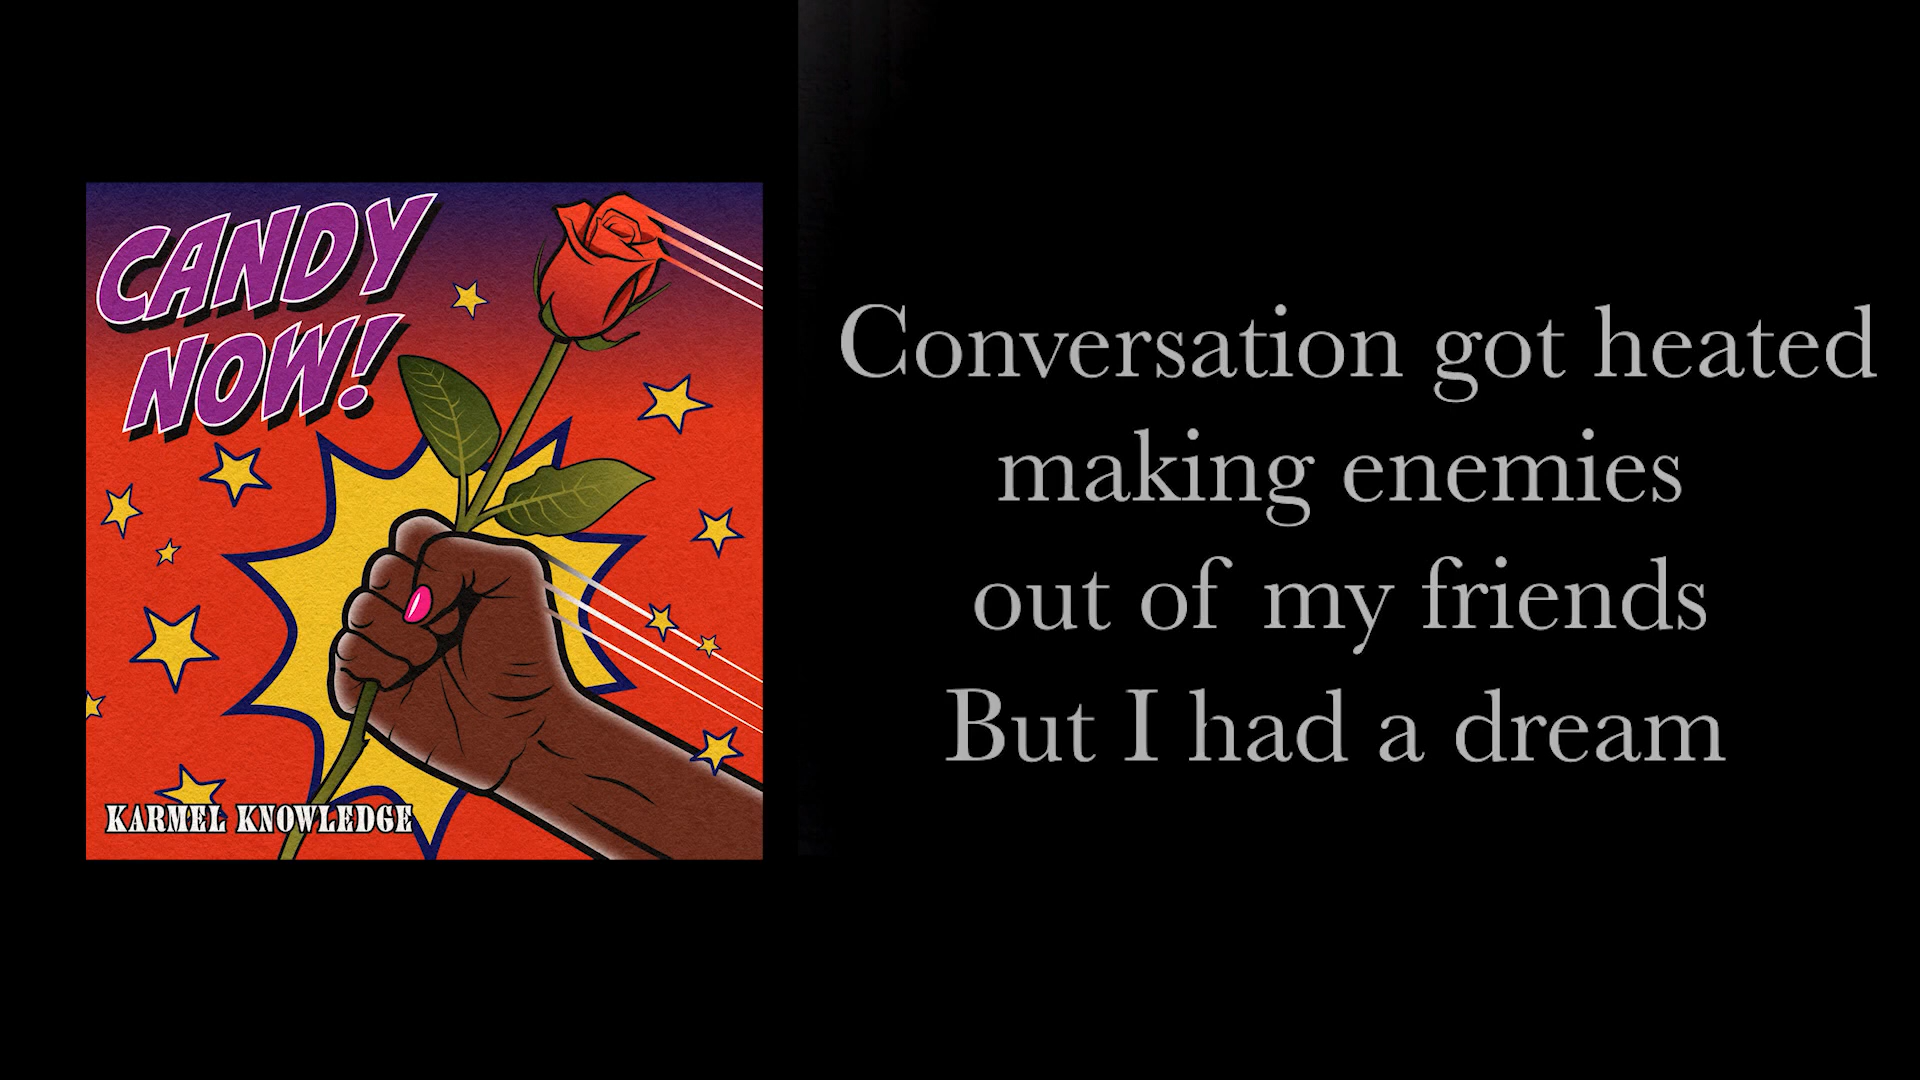 CANDY
NOW!
KARMEL KNOWLEDGE
Conversation got heated
making enemies
out of my friends
But I had a dream